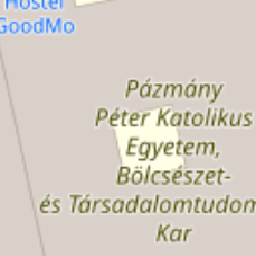 Hostel
GoodMo
Pázmány
Péter Katolikus
Egyetem,
Bölcsészet-
és Társadalomtudom
Kar